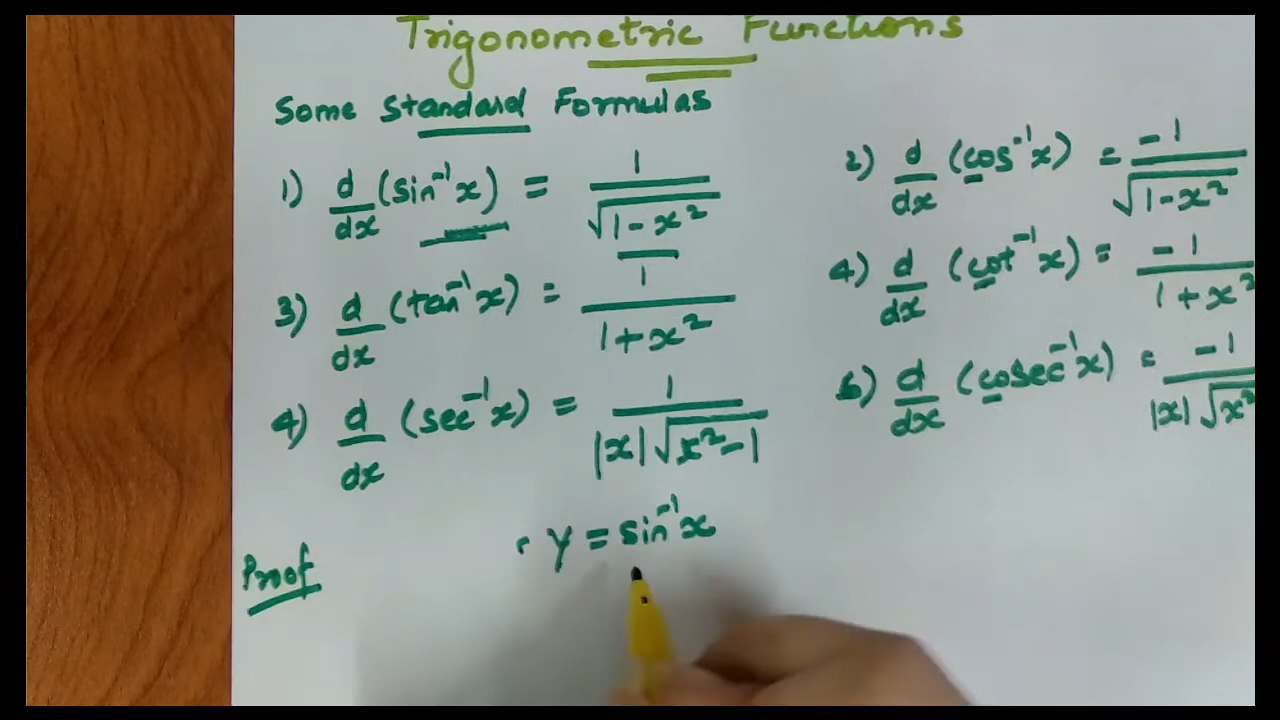 Trigonometric Functions
Some Standard Formulas
1) d/dx (sin⁻¹x) = 1/√(1-x²)
2) d/dx (cos⁻¹x) = -1/√(1-x²)
3) d/dx (tan⁻¹x) = 1/(1+x²)
4) d/dx (cot⁻¹x) = -1/(1+x²)
4) d/dx (sec⁻¹x) = 1/(|x|√(x²-1))
6) d/dx (cosec⁻¹x) = -1/(|x|√x²
Proof
y = sin⁻¹x